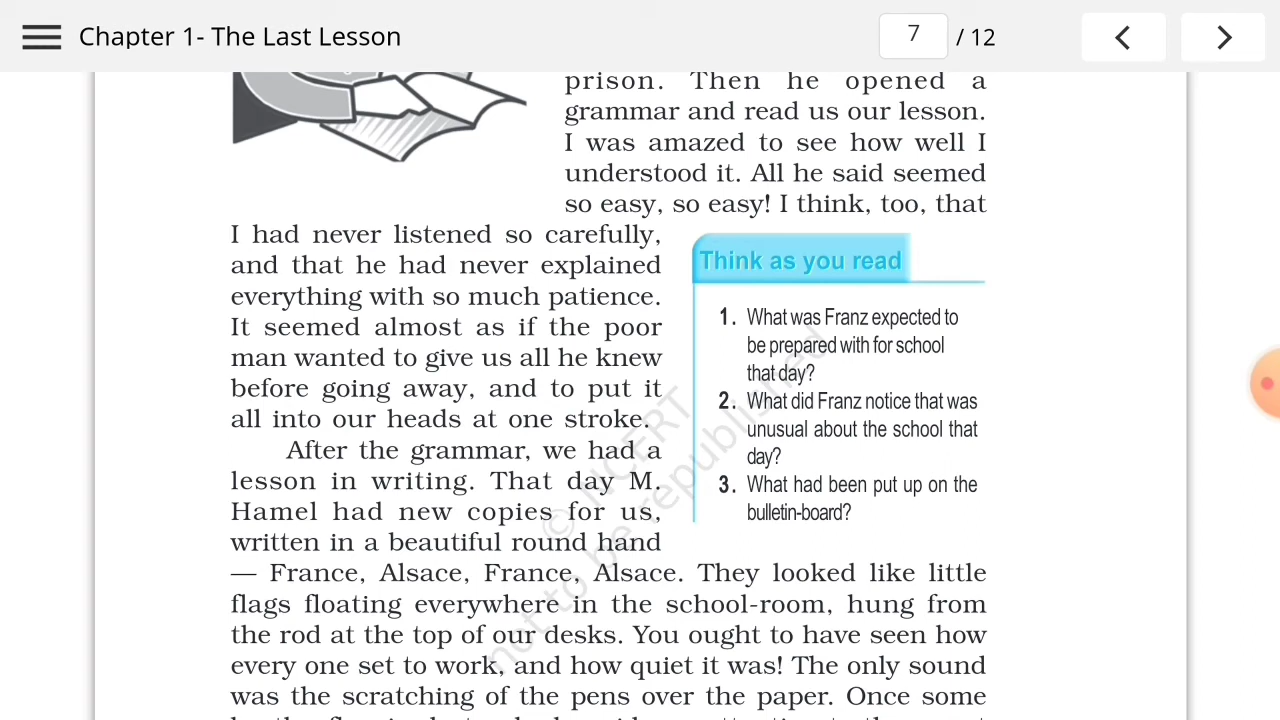 Chapter 1- The Last Lesson
7 / 12
prison. Then he opened a
grammar and read us our lesson.
I was amazed to see how well I
understood it. All he said seemed
so easy, so easy! I think, too, that
I had never listened so carefully,
and that he had never explained
everything with so much patience.
It seemed almost as if the poor
man wanted to give us all he knew
before going away, and to put it
all into our heads at one stroke.
After the grammar, we had a
lesson in writing. That day M.
Hamel had new copies for us,
written in a beautiful round hand
— France, Alsace, France, Alsace. They looked like little
flags floating everywhere in the school-room, hung from
the rod at the top of our desks. You ought to have seen how
every one set to work, and how quiet it was! The only sound
was the scratching of the pens over the paper. Once some
Think as you read
1. What was Franz expected to
be prepared with for school
that day?
2. What did Franz notice that was
unusual about the school that
day?
3. What had been put up on the
bulletin-board?
© NCERT
not to be republished